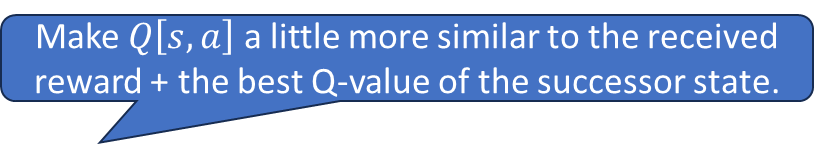 Make Q[s, a] a little more similar to the received
reward + the best Q-value of the successor state.